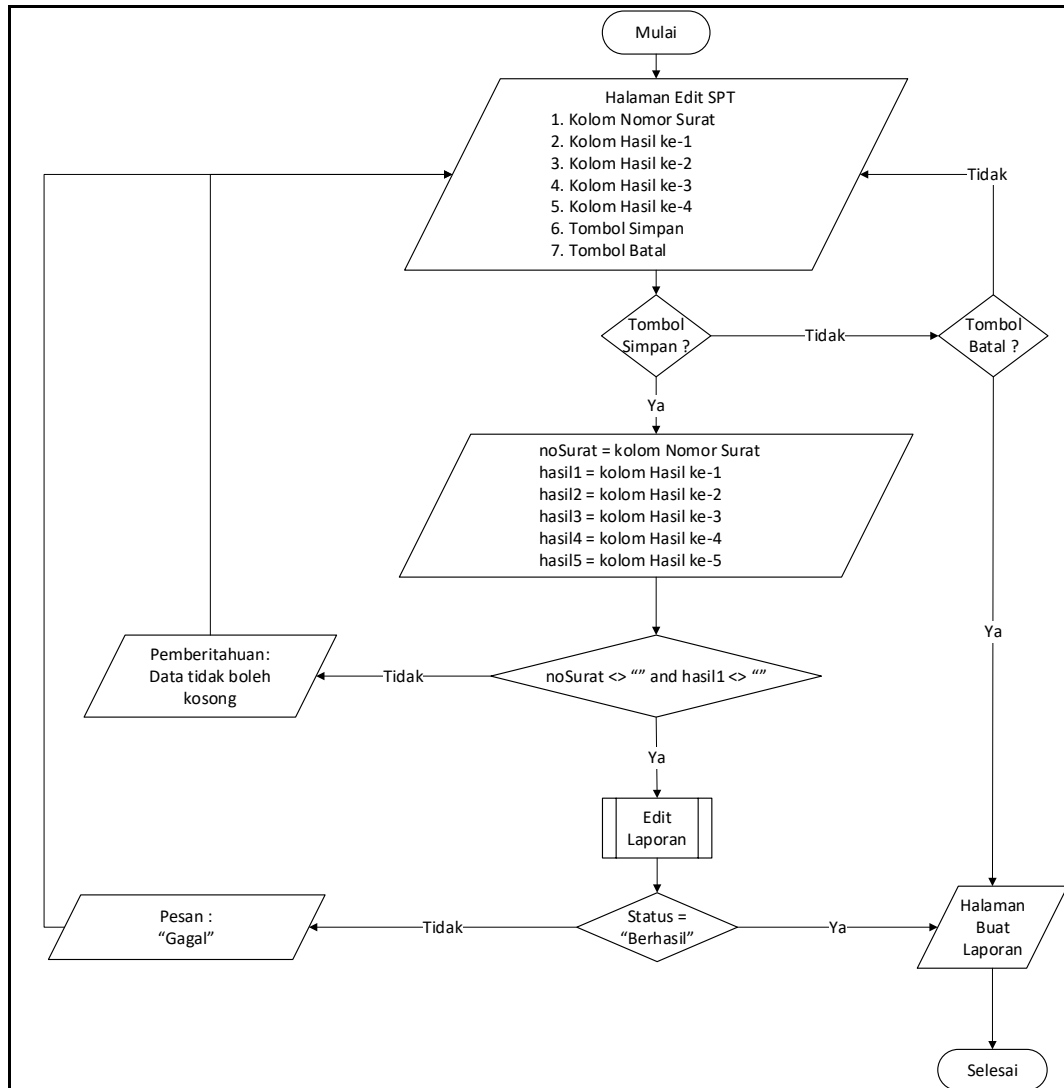 Mulai
Halaman Edit SPT
1. Kolom Nomor Surat
2. Kolom Hasil ke-1
3. Kolom Hasil ke-2
4. Kolom Hasil ke-3
5. Kolom Hasil ke-4
6. Tombol Simpan
7. Tombol Batal
Tidak
Tombol
Simpan ?
Tidak
Tombol
Batal ?
Ya
noSurat = kolom Nomor Surat
hasil1 = kolom Hasil ke-1
hasil2 = kolom Hasil ke-2
hasil3 = kolom Hasil ke-3
hasil4 = kolom Hasil ke-4
hasil5 = kolom Hasil ke-5
Ya
Pemberitahuan:
Data tidak boleh
kosong
Tidak
noSurat <> “” and hasil1 <> “”
Ya
Edit
Laporan
Pesan :
“Gagal”
Tidak
Status =
“Berhasil”
Ya
Halaman
Buat
Laporan
Selesai